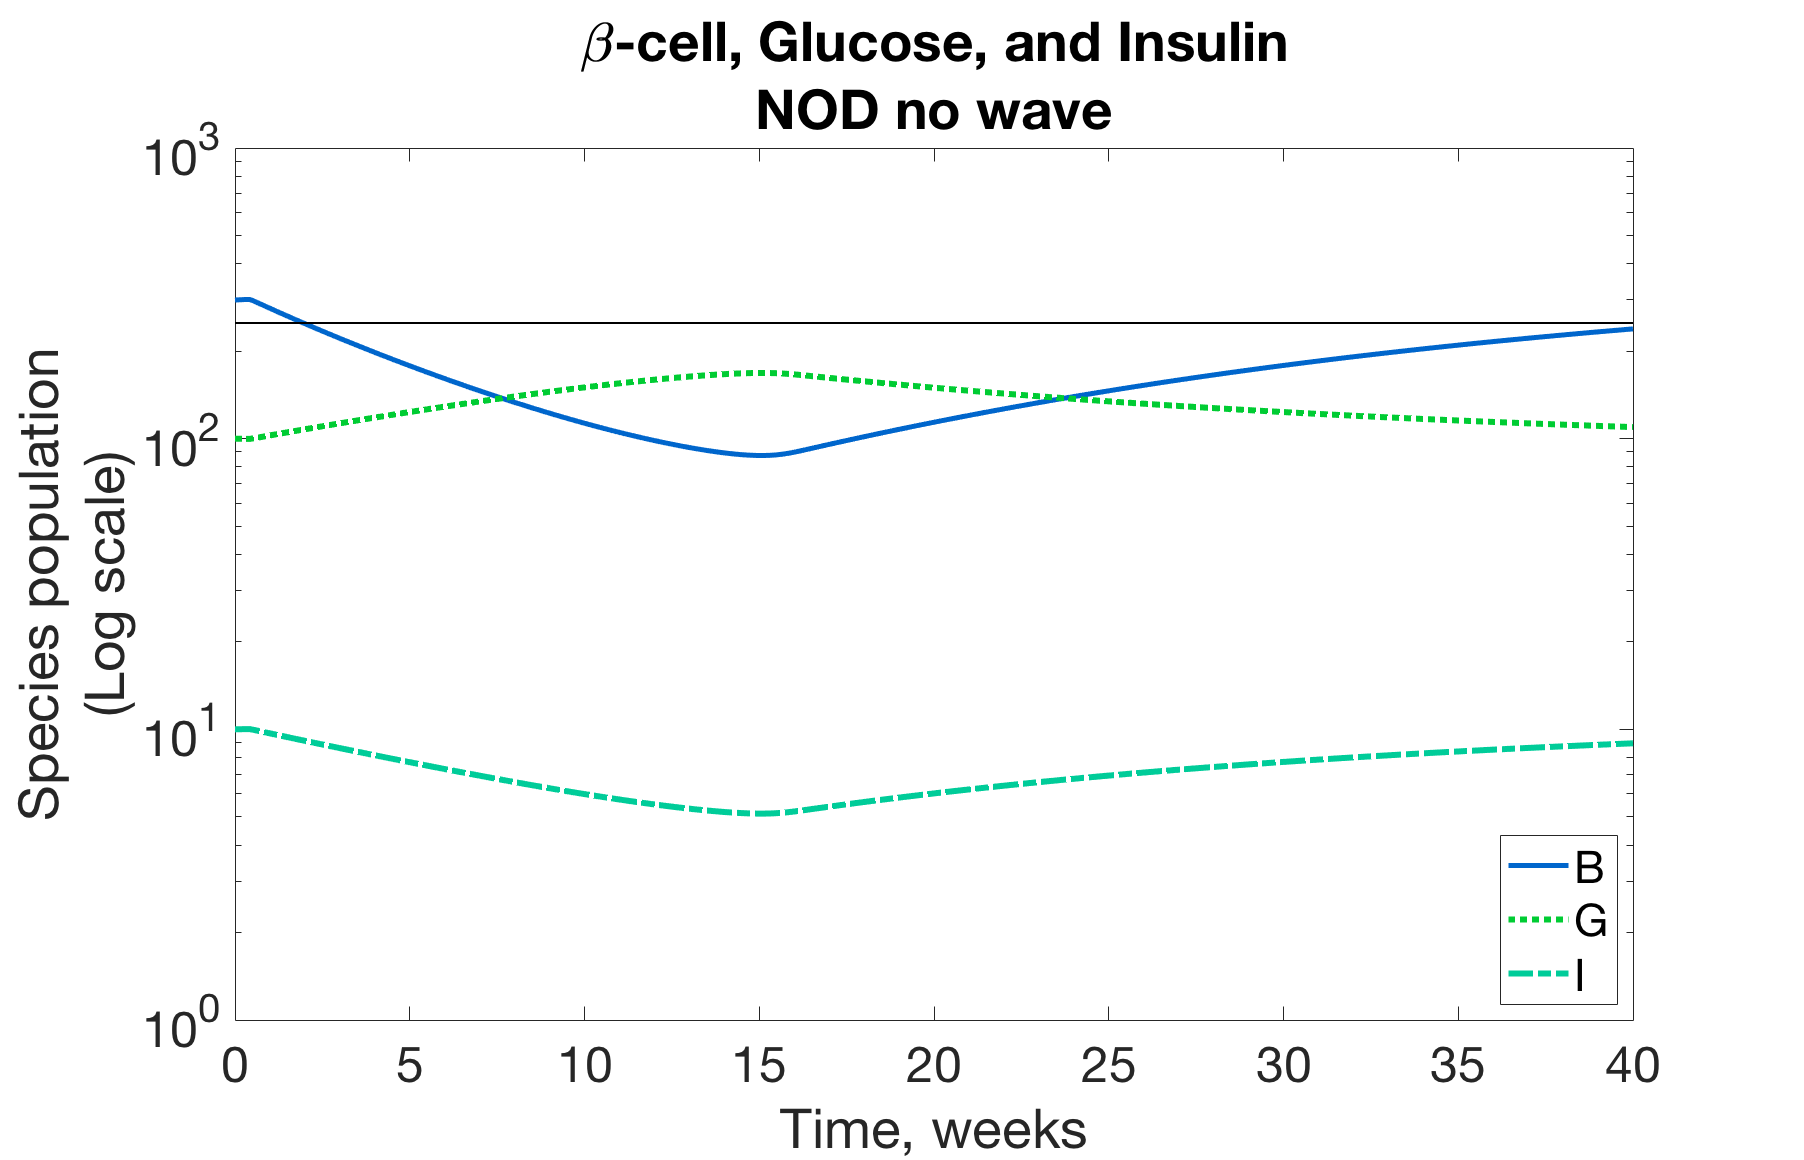 β-cell, Glucose, and Insulin
NOD no wave
Species population
(Log scale)
10^3
10^2
10^1
10^0
0 5 10 15 20 25 30 35 40
Time, weeks
B
G
I